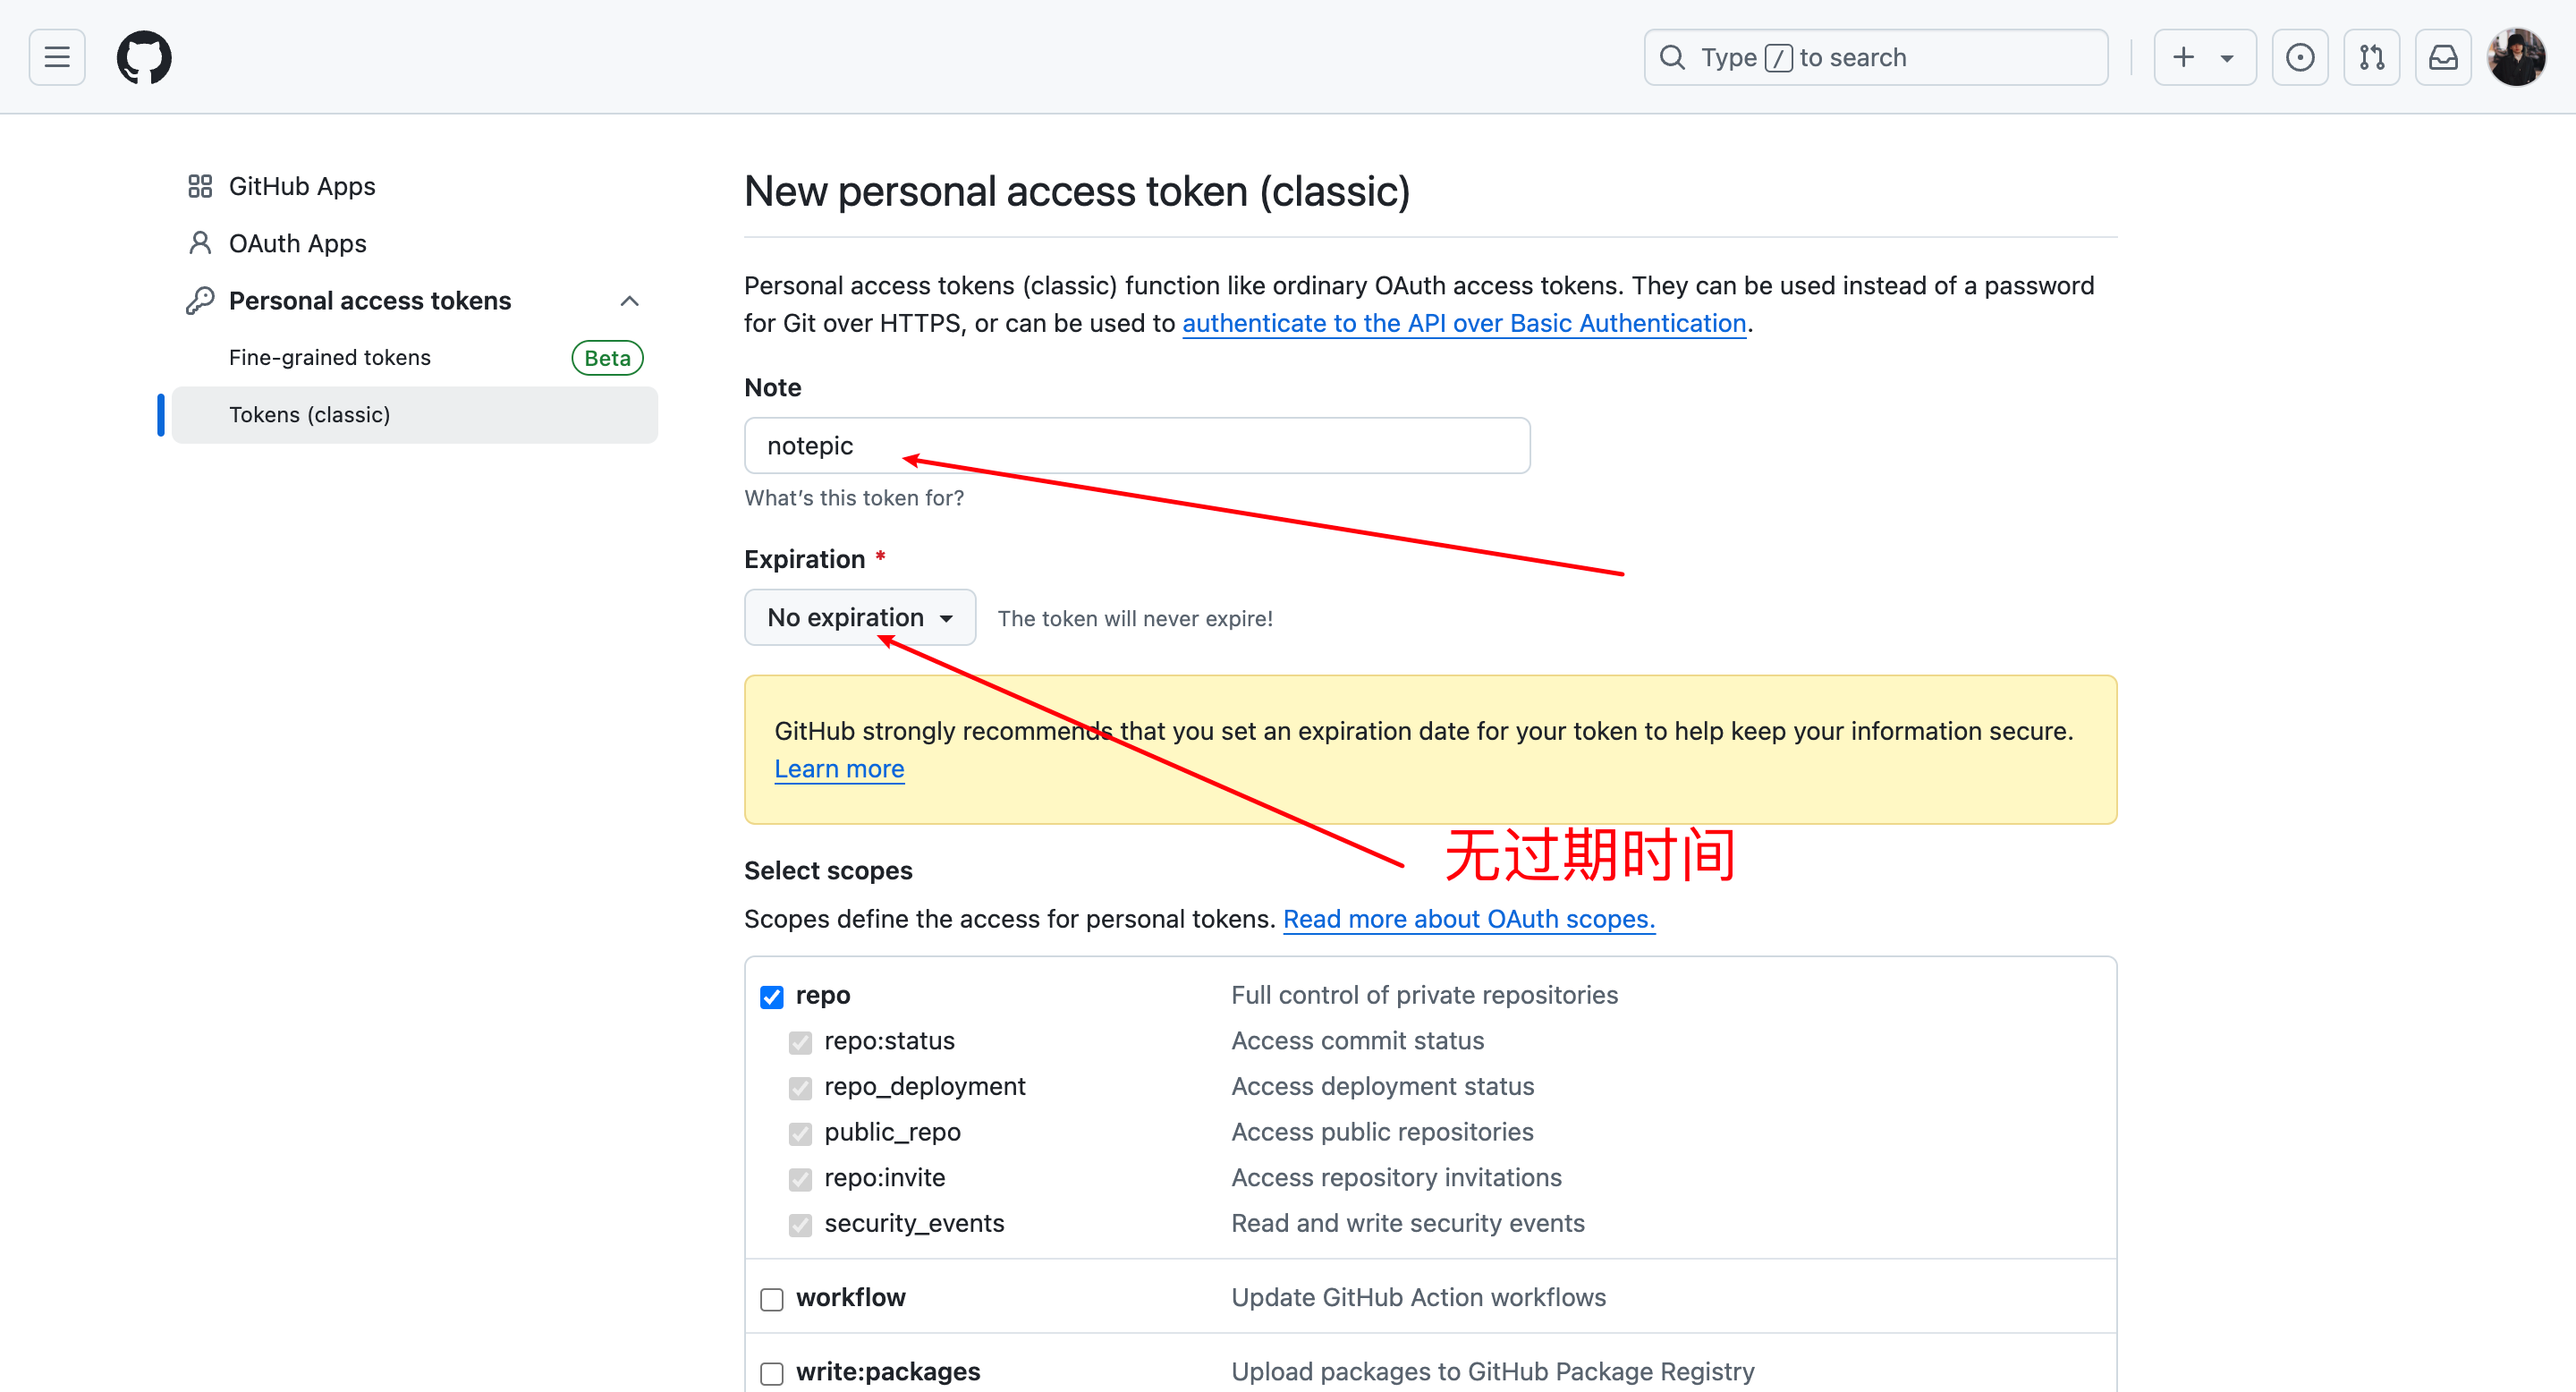 Type / to search
GitHub Apps
OAuth Apps
Personal access tokens
Fine-grained tokens Beta
Tokens (classic)
New personal access token (classic)
Personal access tokens (classic) function like ordinary OAuth access tokens. They can be used instead of a password
for Git over HTTPS, or can be used to authenticate to the API over Basic Authentication.
Note
notepic
What's this token for?
Expiration *
No expiration The token will never expire!
GitHub strongly recommends that you set an expiration date for your token to help keep your information secure.
Learn more
无过期时间
Select scopes
Scopes define the access for personal tokens. Read more about OAuth scopes.
repo Full control of private repositories
repo:status Access commit status
repo_deployment Access deployment status
public_repo Access public repositories
repo:invite Access repository invitations
security_events Read and write security events
workflow Update GitHub Action workflows
write:packages Upload packages to GitHub Package Registry